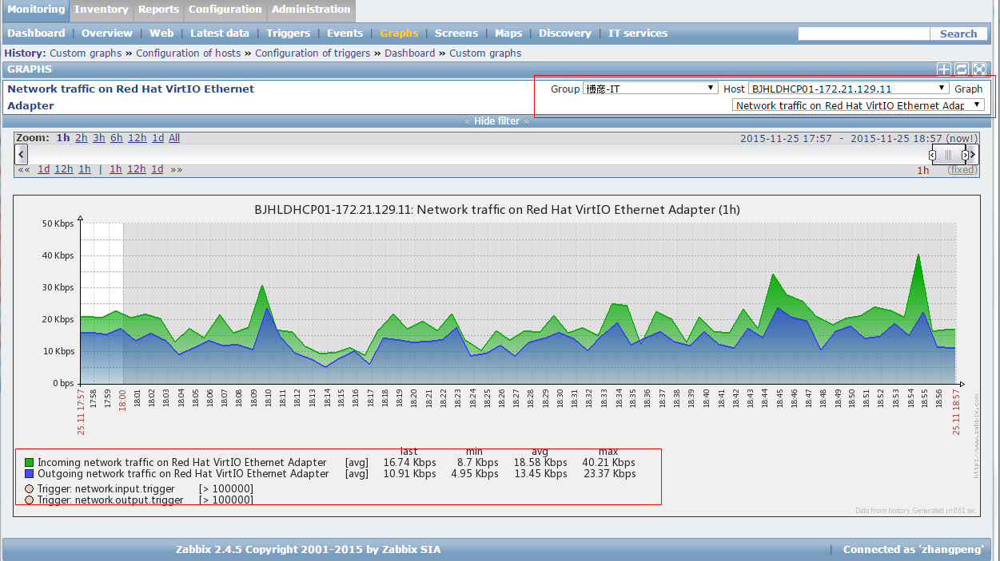 Monitoring Inventory Reports Configuration Administration
Dashboard | Overview | Web | Latest data | Triggers | Events | Graphs | Screens | Maps | Discovery | IT services Search
History: Custom graphs » Configuration of hosts » Configuration of triggers » Dashboard » Custom graphs
GRAPHS
Network traffic on Red Hat VirtIO Ethernet
Adapter
Group 博彦-IT Host BJHLDHCP01-172.21.129.11 Graph
Network traffic on Red Hat VirtIO Ethernet Adap
Hide filter
Zoom: 1h 2h 3h 6h 12h 1d All 2015-11-25 17:57 - 2015-11-25 18:57 (now!)
«« 1d 12h 1h | 1h 12h 1d »» 1h (fixed)
BJHLDHCP01-172.21.129.11: Network traffic on Red Hat VirtIO Ethernet Adapter (1h)
50 Kbps
40 Kbps
30 Kbps
20 Kbps
10 Kbps
0 bps
25.11 17:57 17:58 17:59 18:00 18:01 18:02 18:03 18:04 18:05 18:06 18:07 18:08 18:09 18:10 18:11 18:12 18:13 18:14 18:15 18:16 18:17 18:18 18:19 18:20 18:21 18:22 18:23 18:24 18:25 18:26 18:27 18:28 18:29 18:30 18:31 18:32 18:33 18:34 18:35 18:36 18:37 18:38 18:39 18:40 18:41 18:42 18:43 18:44 18:45 18:46 18:47 18:48 18:49 18:50 18:51 18:52 18:53 18:54 18:55 18:56 25.11 18:57
http://www.zabbix.com
last min avg max
Incoming network traffic on Red Hat VirtIO Ethernet Adapter [avg] 16.74 Kbps 8.7 Kbps 18.58 Kbps 40.21 Kbps
Outgoing network traffic on Red Hat VirtIO Ethernet Adapter [avg] 10.91 Kbps 4.95 Kbps 13.45 Kbps 23.37 Kbps
Trigger: network.input.trigger [> 100000]
Trigger: network.output.trigger [> 100000]
Data from history. Generated in 0.61 sec.
Zabbix 2.4.5 Copyright 2001-2015 by Zabbix SIA | Connected as 'zhangpeng'